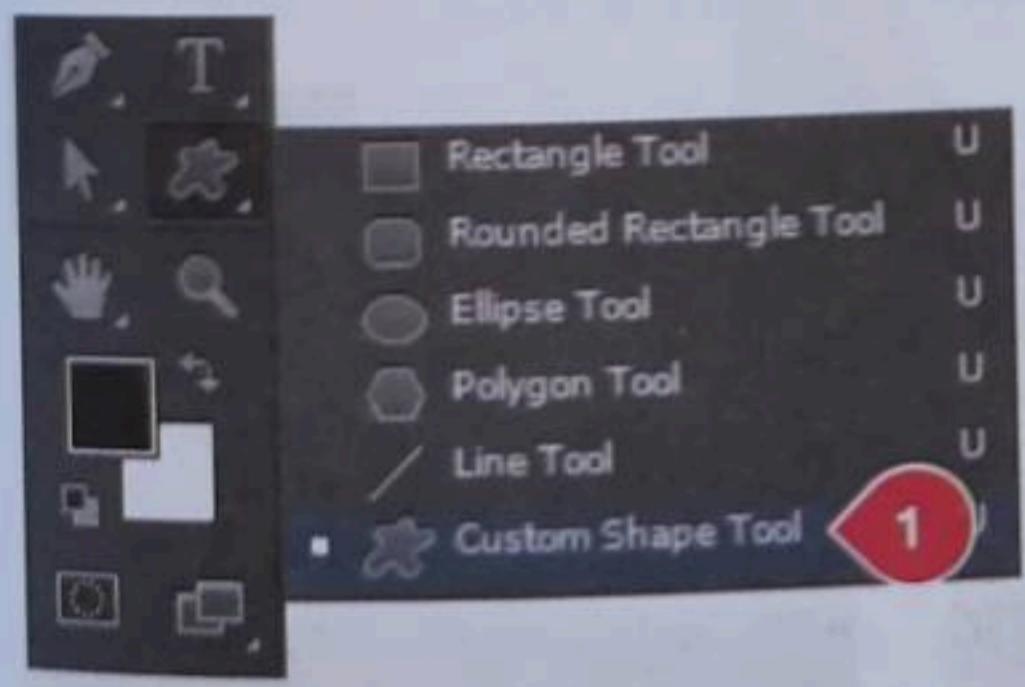 T
Rectangle Tool U
Rounded Rectangle Tool U
Ellipse Tool U
Polygon Tool U
Line Tool U
Custom Shape Tool 1